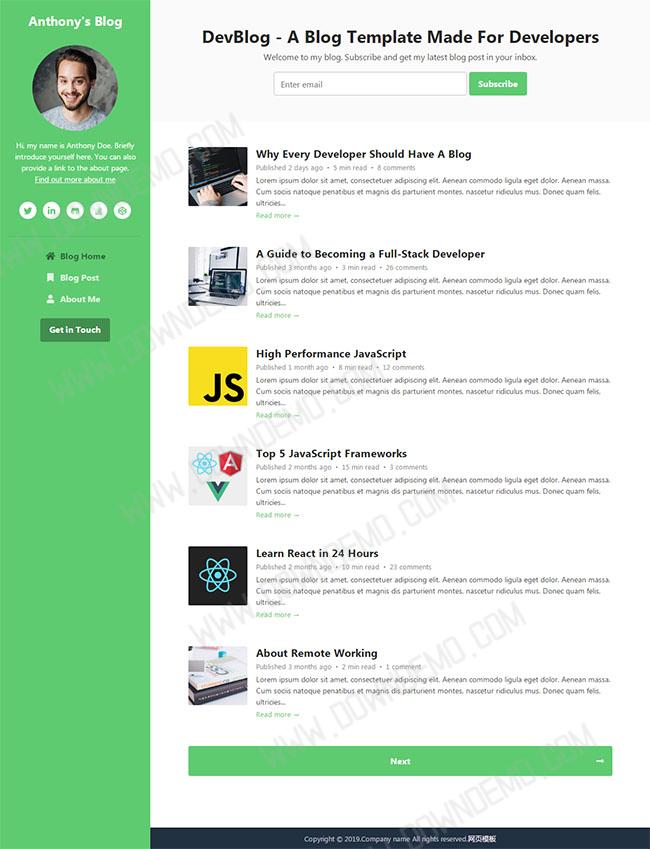 Anthony's Blog
Hi, my name is Anthony Doe. Briefly
introduce yourself here. You can also
provide a link to the about page.
Find out more about me
Blog Home
Blog Post
About Me
Get in Touch
DevBlog - A Blog Template Made For Developers
Welcome to my blog. Subscribe and get my latest blog post in your inbox.
Enter email
Subscribe
Why Every Developer Should Have A Blog
Published 2 days ago • 5 min read • 8 comments
Lorem ipsum dolor sit amet, consectetuer adipiscing elit. Aenean commodo ligula eget dolor. Aenean massa.
Cum sociis natoque penatibus et magnis dis parturient montes, nascetur ridiculus mus. Donec quam felis,
ultricies...
Read more →
A Guide to Becoming a Full-Stack Developer
Published 3 months ago • 3 min read • 26 comments
Lorem ipsum dolor sit amet, consectetuer adipiscing elit. Aenean commodo ligula eget dolor. Aenean massa.
Cum sociis natoque penatibus et magnis dis parturient montes, nascetur ridiculus mus. Donec quam felis,
ultricies...
Read more →
JS
High Performance JavaScript
Published 1 month ago • 8 min read • 12 comments
Lorem ipsum dolor sit amet, consectetuer adipiscing elit. Aenean commodo ligula eget dolor. Aenean massa.
Cum sociis natoque penatibus et magnis dis parturient montes, nascetur ridiculus mus. Donec quam felis,
ultricies...
Read more →
A
Top 5 JavaScript Frameworks
Published 2 months ago • 15 min read • 3 comments
Lorem ipsum dolor sit amet, consectetuer adipiscing elit. Aenean commodo ligula eget dolor. Aenean massa.
Cum sociis natoque penatibus et magnis dis parturient montes, nascetur ridiculus mus. Donec quam felis,
ultricies...
Read more →
Learn React in 24 Hours
Published 2 months ago • 10 min read • 23 comments
Lorem ipsum dolor sit amet, consectetuer adipiscing elit. Aenean commodo ligula eget dolor. Aenean massa.
Cum sociis natoque penatibus et magnis dis parturient montes, nascetur ridiculus mus. Donec quam felis,
ultricies...
Read more →
About Remote Working
Published 3 months ago • 2 min read • 1 comment
Lorem ipsum dolor sit amet, consectetuer adipiscing elit. Aenean commodo ligula eget dolor. Aenean massa.
Cum sociis natoque penatibus et magnis dis parturient montes, nascetur ridiculus mus. Donec quam felis,
ultricies...
Read more →
Next →
Copyright © 2019.Company name All rights reserved.网页模板
WWW.DOWNDEMO.COM
WWW.DOWNDEMO.COM
WWW.DOWNDEMO.COM
WWW.DOWNDEMO.COM
WWW.DOWNDEMO.COM